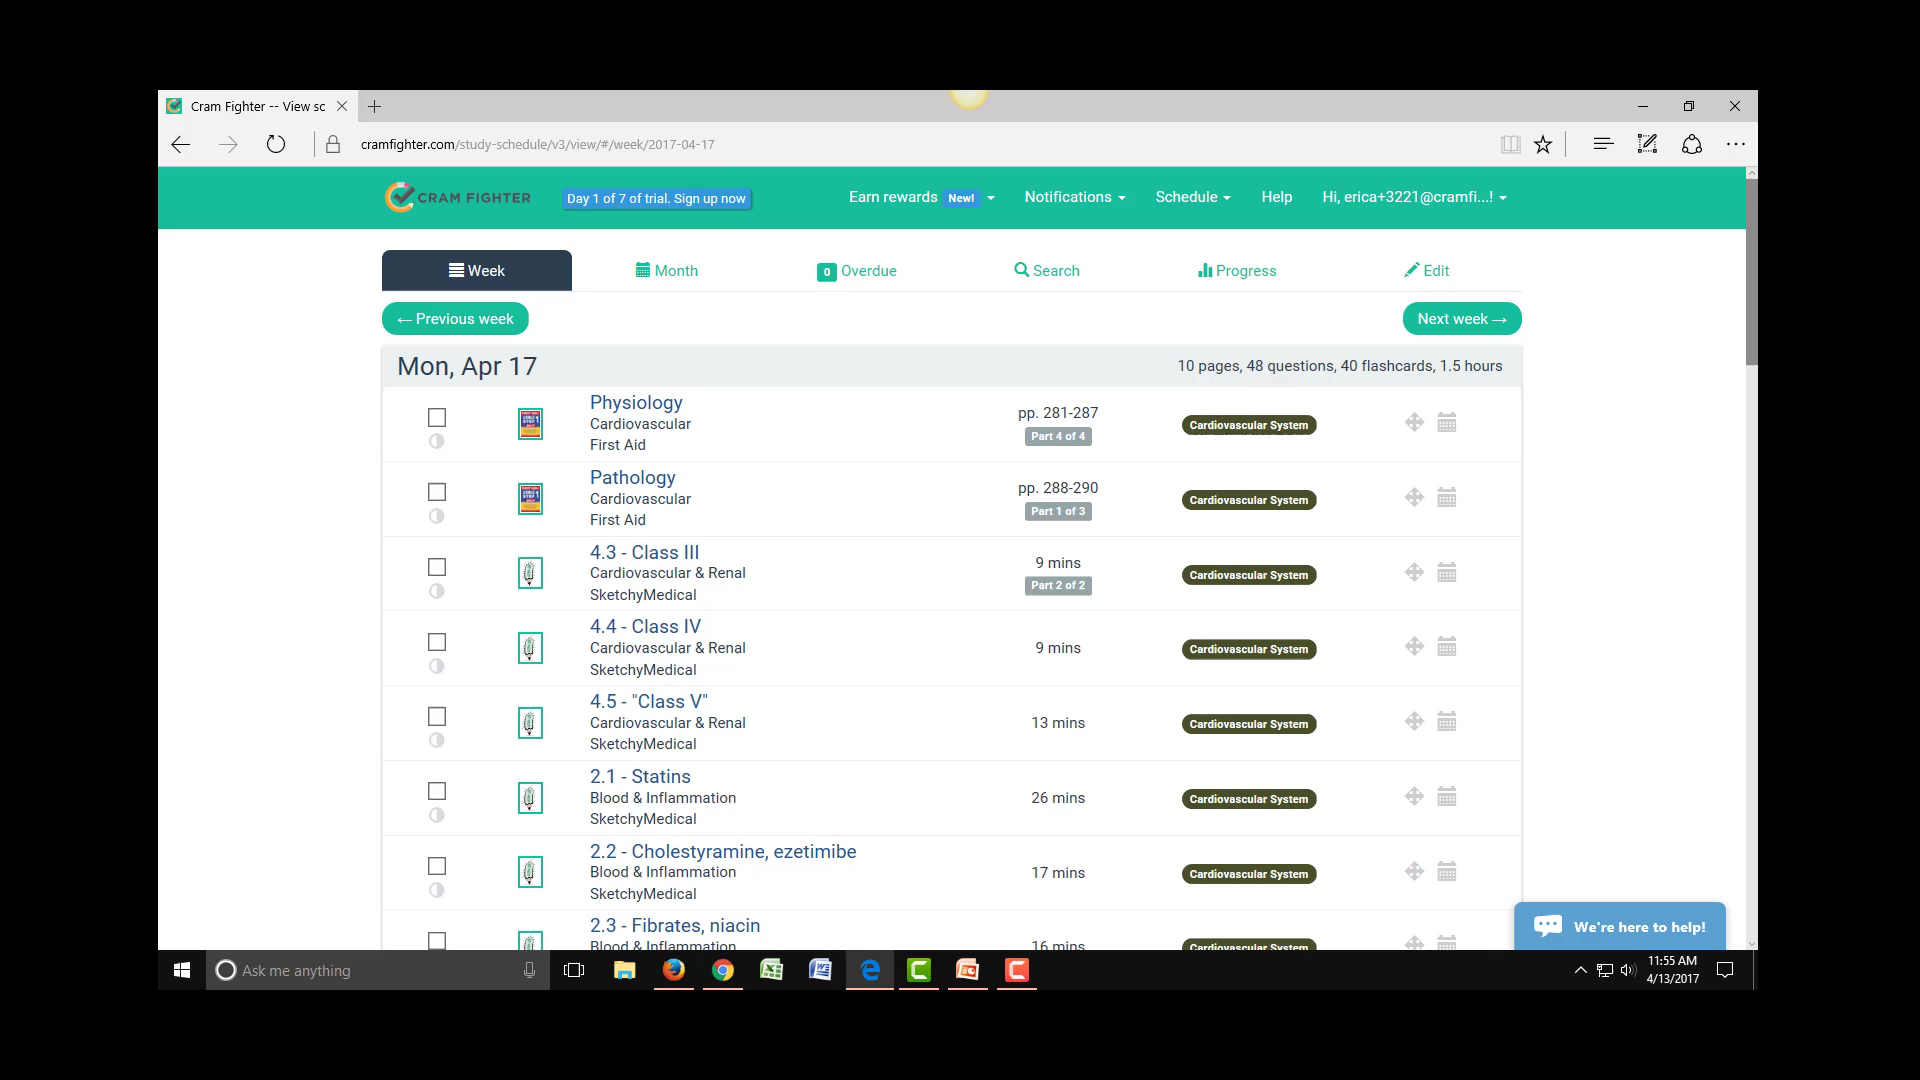 Cram Fighter -- View sc
cramfighter.com/study-schedule/v3/view/#/week/2017-04-17
CRAM FIGHTER
Day 1 of 7 of trial. Sign up now
Earn rewards New!
Notifications
Schedule
Help
Hi, erica+3221@cramfi...!
Week
Month
0 Overdue
Search
Progress
Edit
← Previous week
Next week →
Mon, Apr 17
10 pages, 48 questions, 40 flashcards, 1.5 hours
Physiology
Cardiovascular
First Aid
pp. 281-287
Part 4 of 4
Cardiovascular System
Pathology
Cardiovascular
First Aid
pp. 288-290
Part 1 of 3
Cardiovascular System
4.3 - Class III
Cardiovascular & Renal
SketchyMedical
9 mins
Part 2 of 2
Cardiovascular System
4.4 - Class IV
Cardiovascular & Renal
SketchyMedical
9 mins
Cardiovascular System
4.5 - "Class V"
Cardiovascular & Renal
SketchyMedical
13 mins
Cardiovascular System
2.1 - Statins
Blood & Inflammation
SketchyMedical
26 mins
Cardiovascular System
2.2 - Cholestyramine, ezetimibe
Blood & Inflammation
SketchyMedical
17 mins
Cardiovascular System
2.3 - Fibrates, niacin
Blood & Inflammation
16 mins
Cardiovascular System
We're here to help!
Ask me anything
11:55 AM
4/13/2017